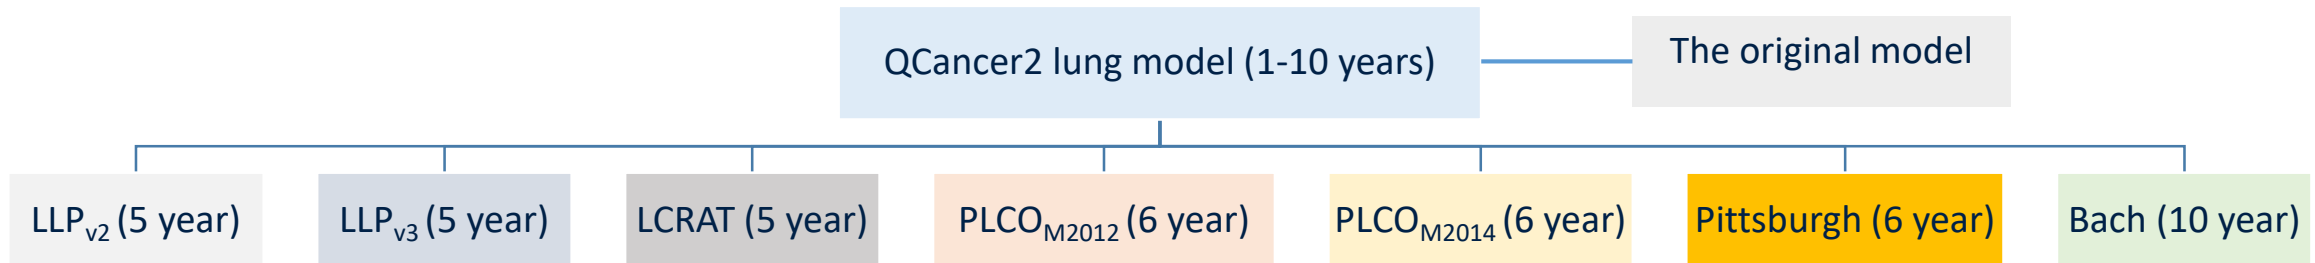 QCancer2 lung model (1-10 years)
The original model
LLPv2 (5 year)
LLPv3 (5 year)
LCRAT (5 year)
PLCOM2012 (6 year)
PLCOM2014 (6 year)
Pittsburgh (6 year)
Bach (10 year)